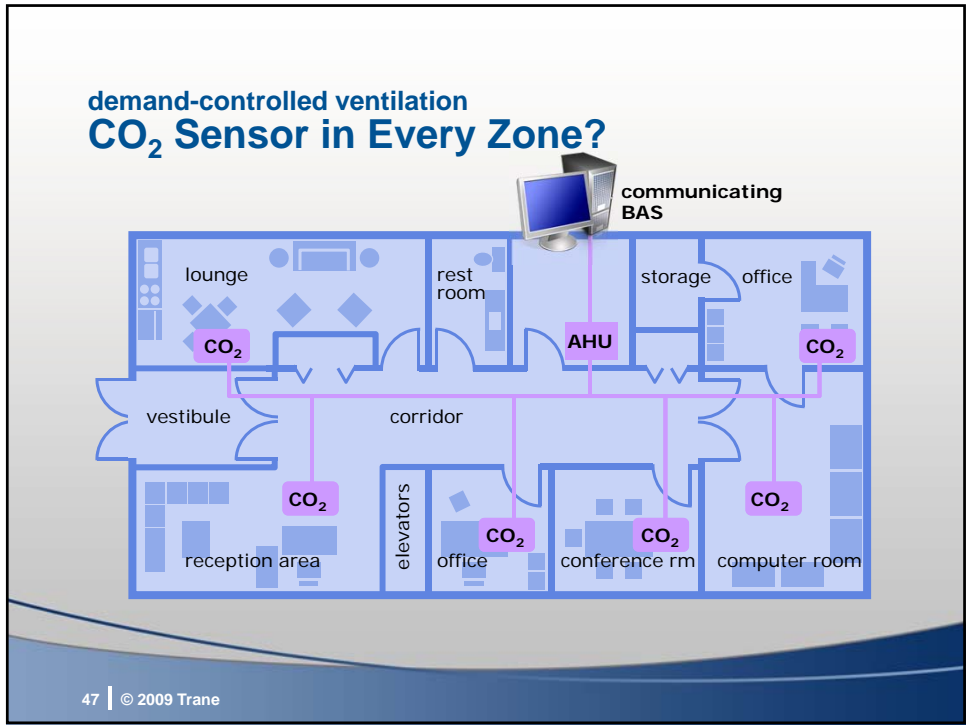 demand-controlled ventilation
CO₂ Sensor in Every Zone?
communicating
BAS
lounge
rest
room
storage
office
CO₂
AHU
CO₂
vestibule
corridor
CO₂
elevators
CO₂
CO₂
CO₂
reception area
office
conference rm
computer room
47 | © 2009 Trane